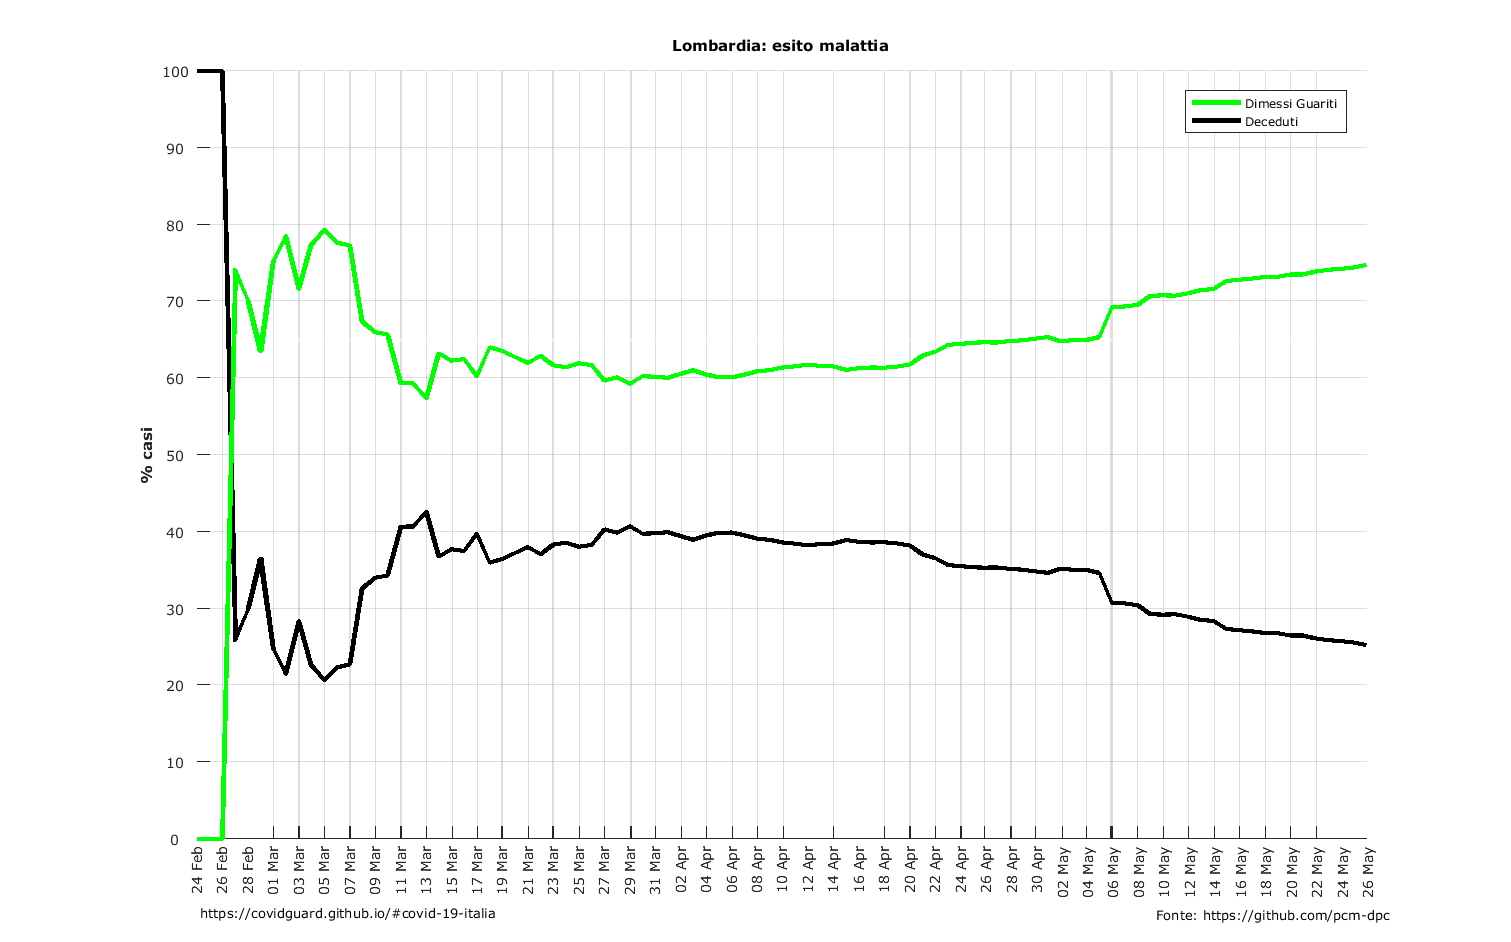 Lombardia: esito malattia
Dimessi Guariti
Deceduti
% casi
100
90
80
70
60
50
40
30
20
10
0
24 Feb
26 Feb
28 Feb
01 Mar
03 Mar
05 Mar
07 Mar
09 Mar
11 Mar
13 Mar
15 Mar
17 Mar
19 Mar
21 Mar
23 Mar
25 Mar
27 Mar
29 Mar
31 Mar
02 Apr
04 Apr
06 Apr
08 Apr
10 Apr
12 Apr
14 Apr
16 Apr
18 Apr
20 Apr
22 Apr
24 Apr
26 Apr
28 Apr
30 Apr
02 May
04 May
06 May
08 May
10 May
12 May
14 May
16 May
18 May
20 May
22 May
24 May
26 May
https://covidguard.github.io/#covid-19-italia
Fonte: https://github.com/pcm-dpc